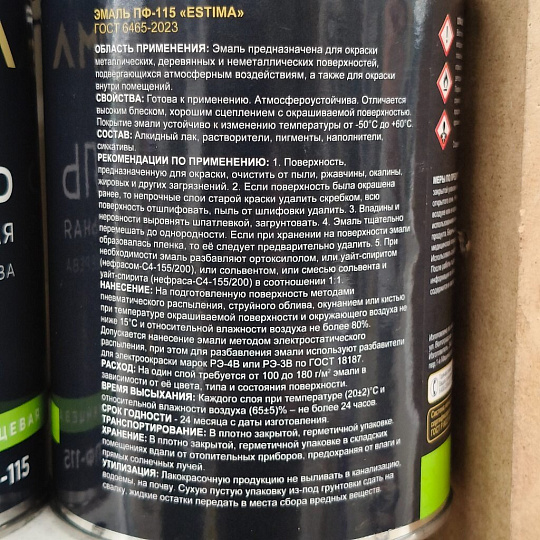 ЭМАЛЬ ПФ-115 «ESTIMA»
ГОСТ 6465-2023
ОБЛАСТЬ ПРИМЕНЕНИЯ: Эмаль предназначена для окраски
металлических, деревянных и неметаллических поверхностей,
подвергающихся атмосферным воздействиям, а также для окраски
внутри помещений.
СВОЙСТВА: Готова к применению. Атмосфероустойчива. Отличается
высоким блеском, хорошим сцеплением с окрашиваемой поверхностью.
Покрытие эмали устойчиво к изменению температуры от -50°С до +60°С.
СОСТАВ: Алкидный лак, растворители, пигменты, наполнители,
сиккативы.
РЕКОМЕНДАЦИИ ПО ПРИМЕНЕНИЮ: 1. Поверхность,
предназначенную для окраски, очистить от пыли, ржавчины, окалины,
жировых и других загрязнений. 2. Если поверхность была окрашена
ранее, то непрочные слои старой краски удалить скребком, всю
поверхность отшлифовать, пыль от шлифовки удалить. 3. Впадины и
неровности выровнять шпатлевкой, загрунтовать. 4. Эмаль тщательно
перемешать до однородности. Если при хранении на поверхности эмали
образовалась пленка, то её следует предварительно удалить. 5. При
необходимости эмаль разбавляют ортоксилолом, или уайт-спиритом
(нефрасом-С4-155/200), или сольвентом, или смесью сольвента и
уайт-спирита (нефраса-С4-155/200) в соотношении 1:1.
НАНЕСЕНИЕ: На подготовленную поверхность методами
пневматического распыления, струйного облива, окунанием или кистью
при температуре окрашиваемой поверхности и окружающего воздуха не
ниже 15°С и относительной влажности воздуха не более 80%.
Допускается нанесение эмали методом электростатического
распыления, при этом для разбавления эмали используют разбавители
для электроокраски марок РЭ-4В или РЭ-3В по ГОСТ 18187.
РАСХОД: На один слой требуется от 100 до 180 г/м² эмали в
зависимости от её цвета, типа и состояния поверхности.
ВРЕМЯ ВЫСЫХАНИЯ: Каждого слоя при температуре (20±2)°С и
относительной влажности воздуха (65±5)% – не более 24 часов.
СРОК ГОДНОСТИ - 24 месяца с даты изготовления.
ТРАНСПОРТИРОВАНИЕ: В плотно закрытой, герметичной упаковке.
ХРАНЕНИЕ: В плотно закрытой, герметичной упаковке в складских
помещениях вдали от отопительных приборов, предохраняя от влаги и
прямых солнечных лучей.
УТИЛИЗАЦИЯ: Лакокрасочную продукцию не выливать в канализацию,
водоёмы, на почву. Сухую пустую упаковку из-под грунтовки сдать на
свалку, жидкие остатки передать в места сбора вредных веществ.
-115